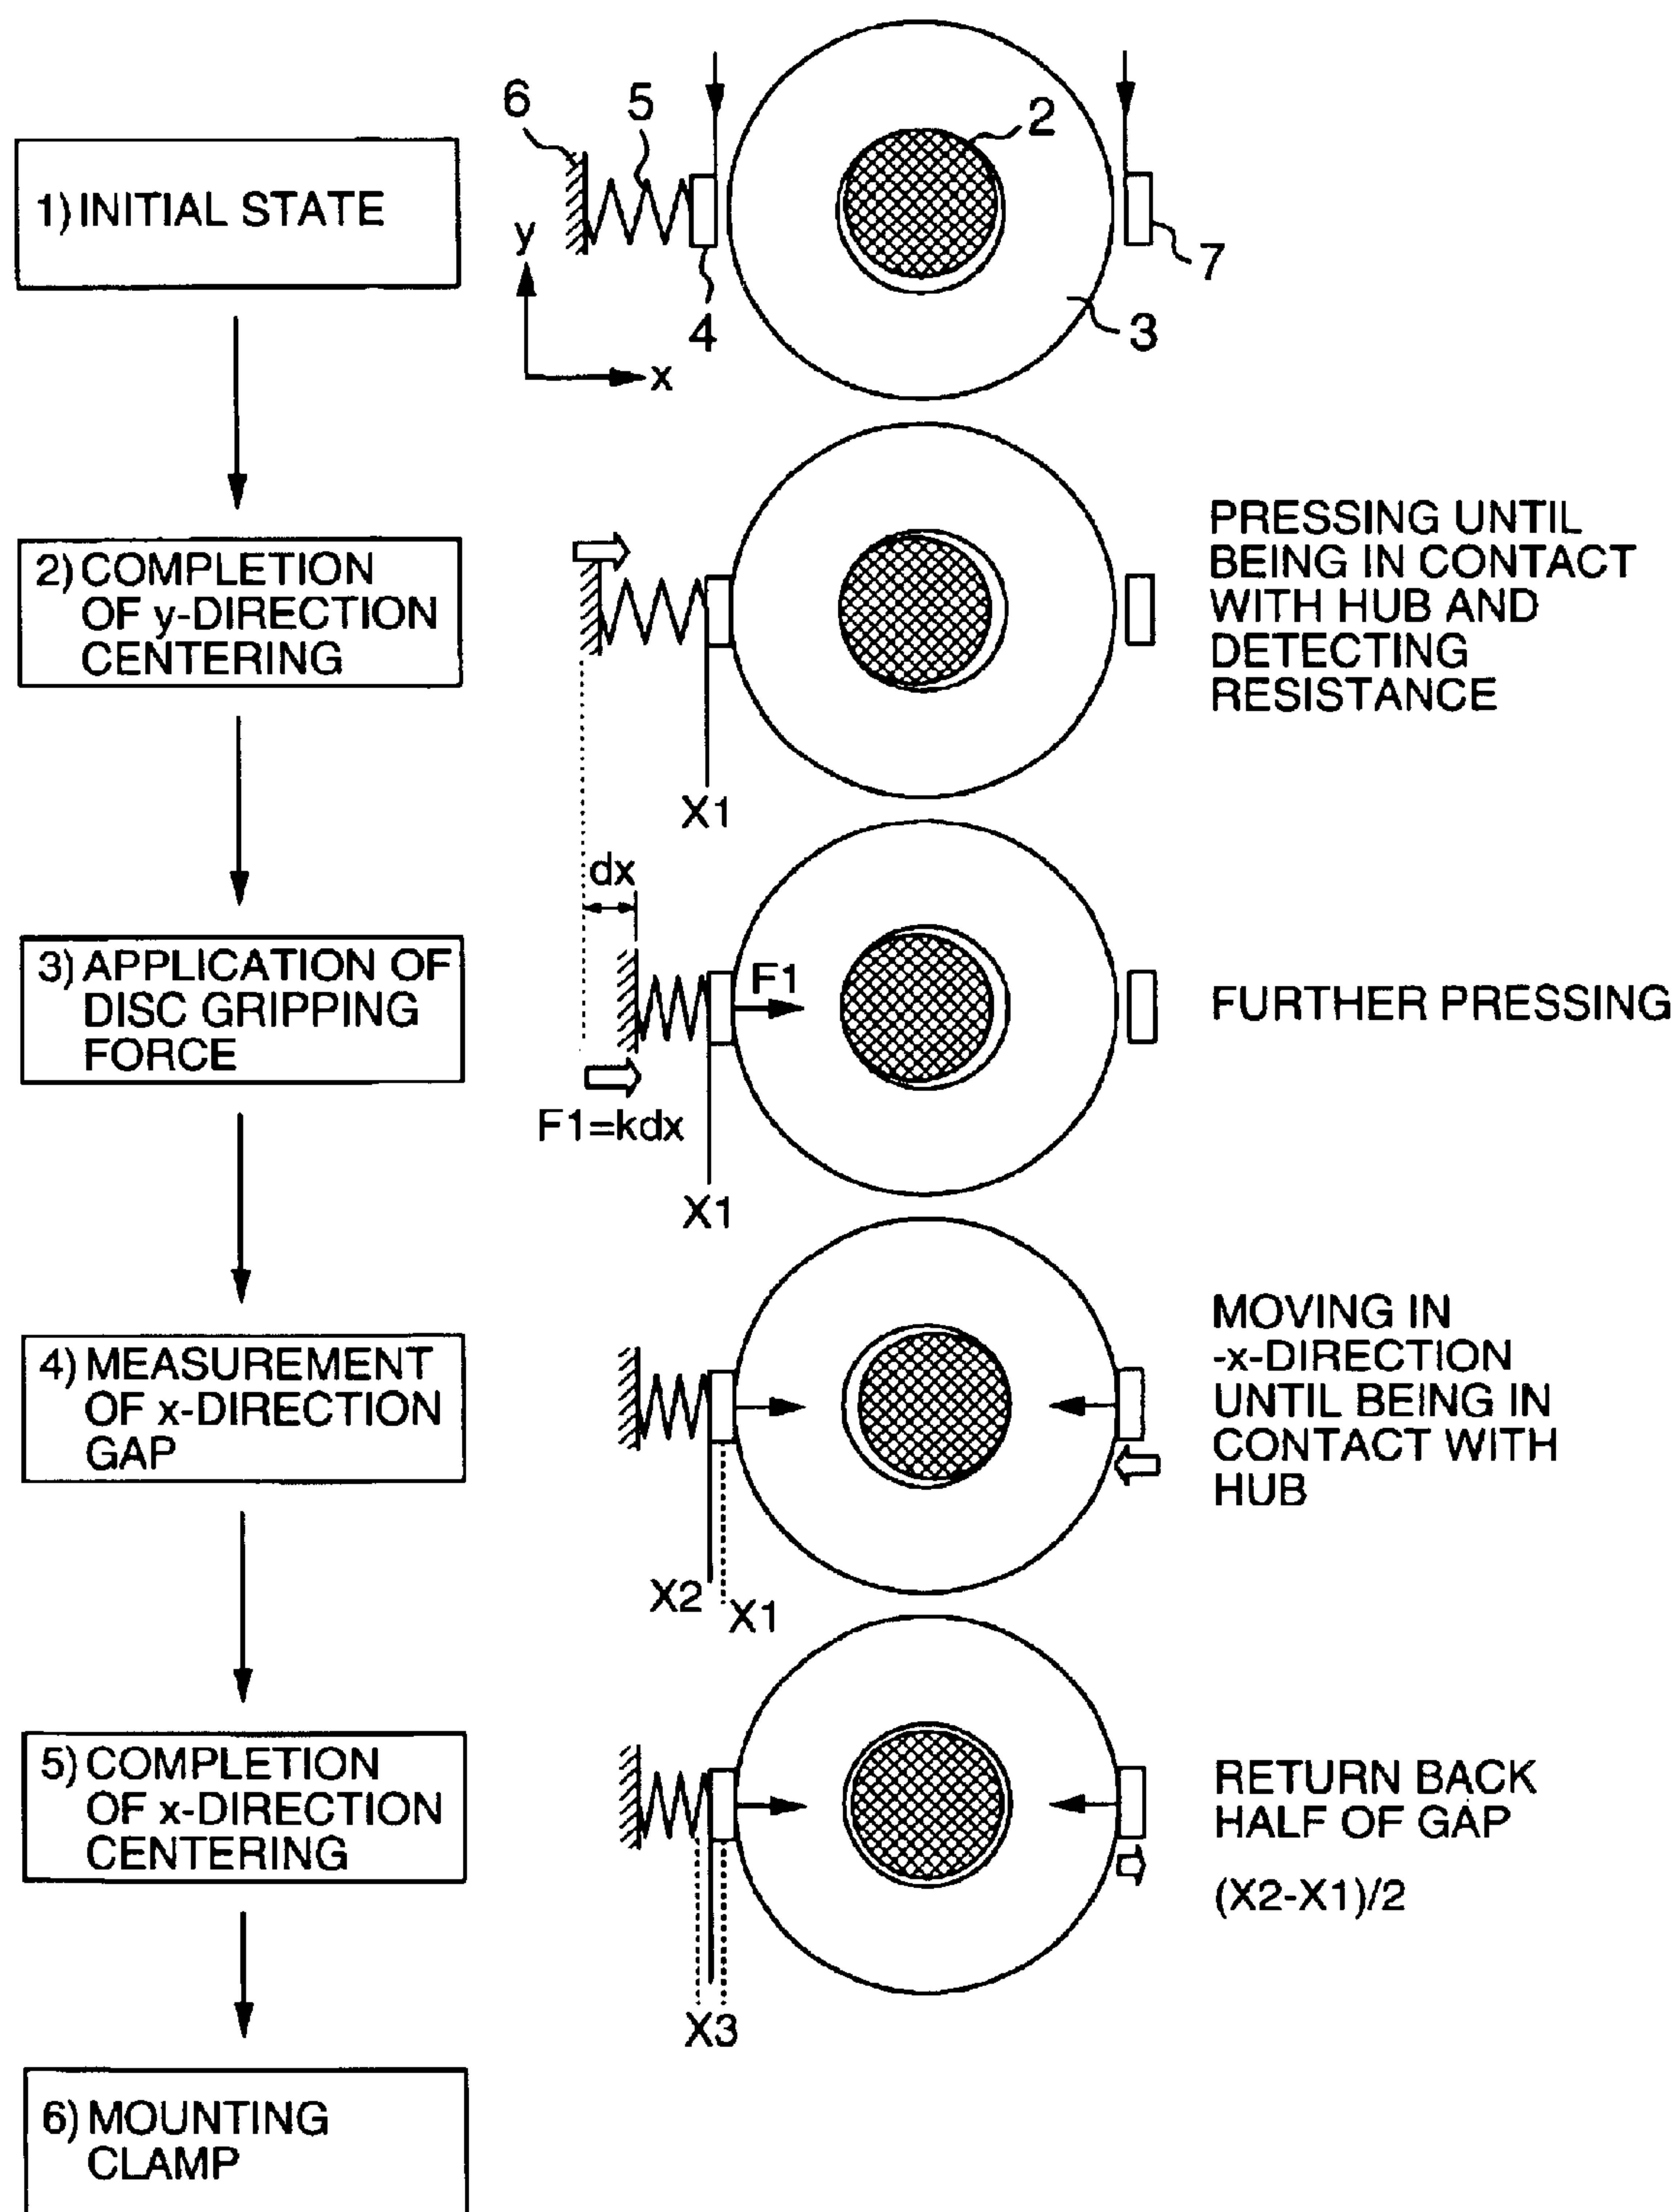 1) INITIAL STATE
6
5
2
y
x
4
7
3
2) COMPLETION
OF y-DIRECTION
CENTERING
PRESSING UNTIL
BEING IN CONTACT
WITH HUB AND
DETECTING
RESISTANCE
X1
dx
3) APPLICATION OF
DISC GRIPPING
FORCE
F1
FURTHER PRESSING
F1=kdx
X1
4) MEASUREMENT
OF x-DIRECTION
GAP
MOVING IN
-x-DIRECTION
UNTIL BEING IN
CONTACT WITH
HUB
X2
X1
5) COMPLETION
OF x-DIRECTION
CENTERING
RETURN BACK
HALF OF GAP
(X2-X1)/2
X3
6) MOUNTING
CLAMP